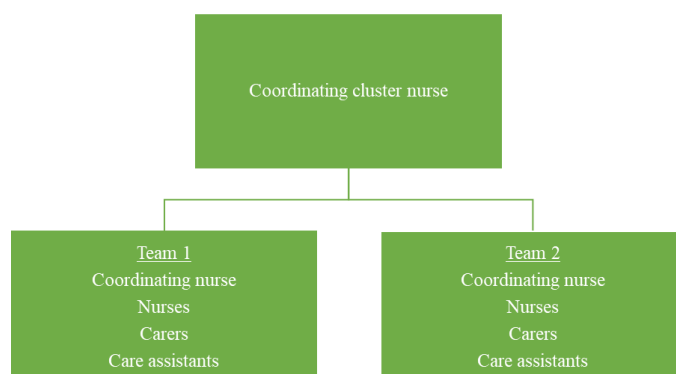 Coordinating cluster nurse
Team 1
Coordinating nurse
Nurses
Carers
Care assistants
Team 2
Coordinating nurse
Nurses
Carers
Care assistants